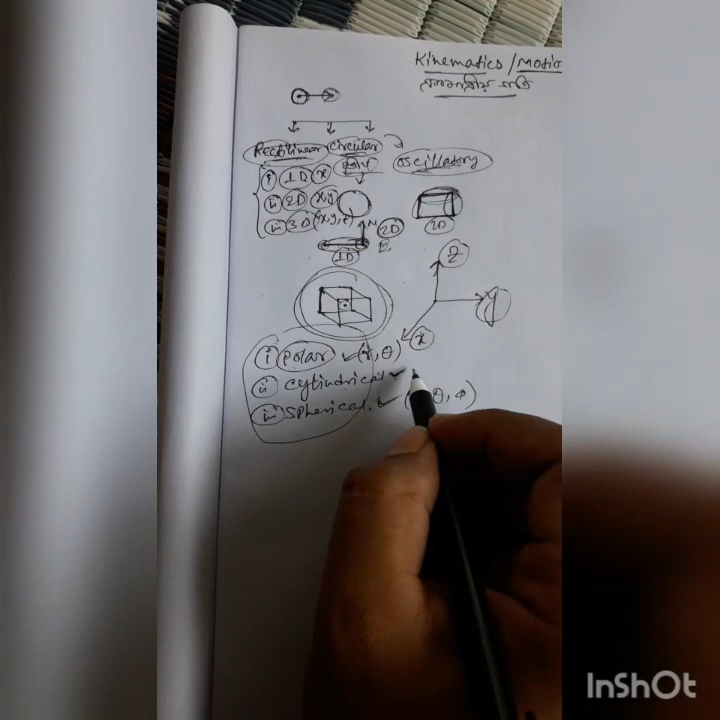 Kinematics / Motio
গতি
Rectilinear circular oscillatory
i) 1D (x)
ii) 2D (x,y)
iii) 3D (x,y,z)
N 2D 2D
1D E
z
y
x
i) polar ✓ (r, θ)
ii) cylindrical ✓
iii) spherical. ✓ θ, φ)
InShOt